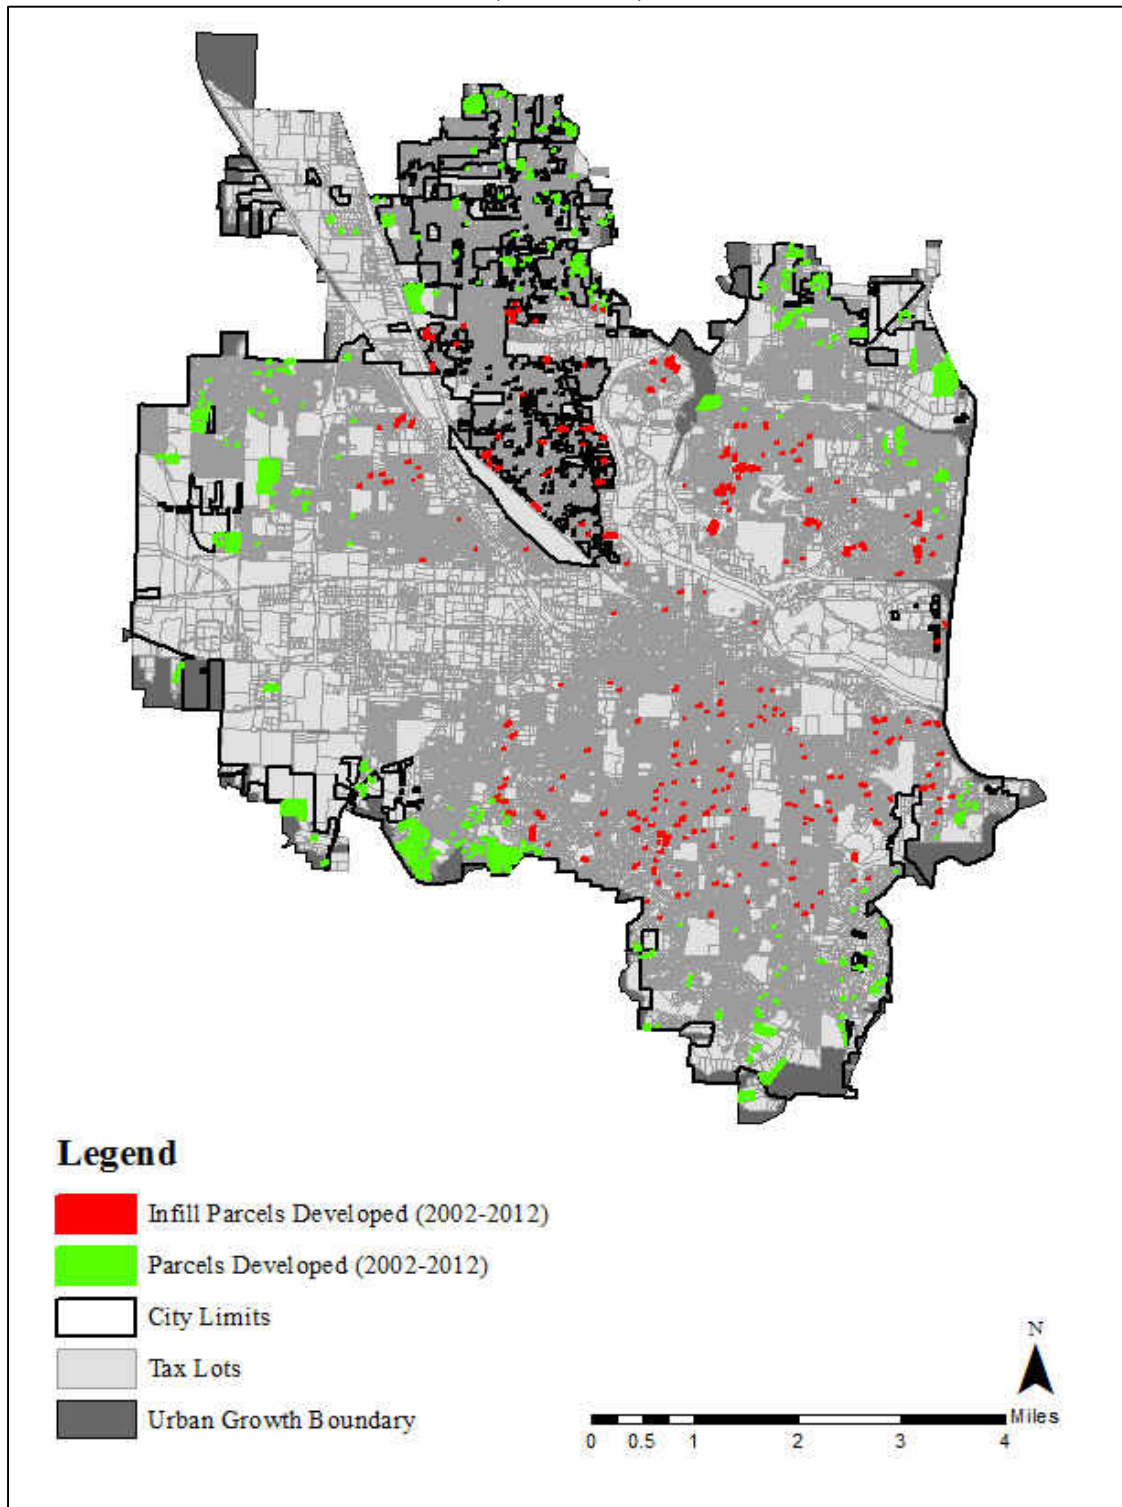 Legend
Infill Parcels Developed (2002-2012)
Parcels Developed (2002-2012)
City Limits
Tax Lots
Urban Growth Boundary
N
Miles
0 0.5 1 2 3 4